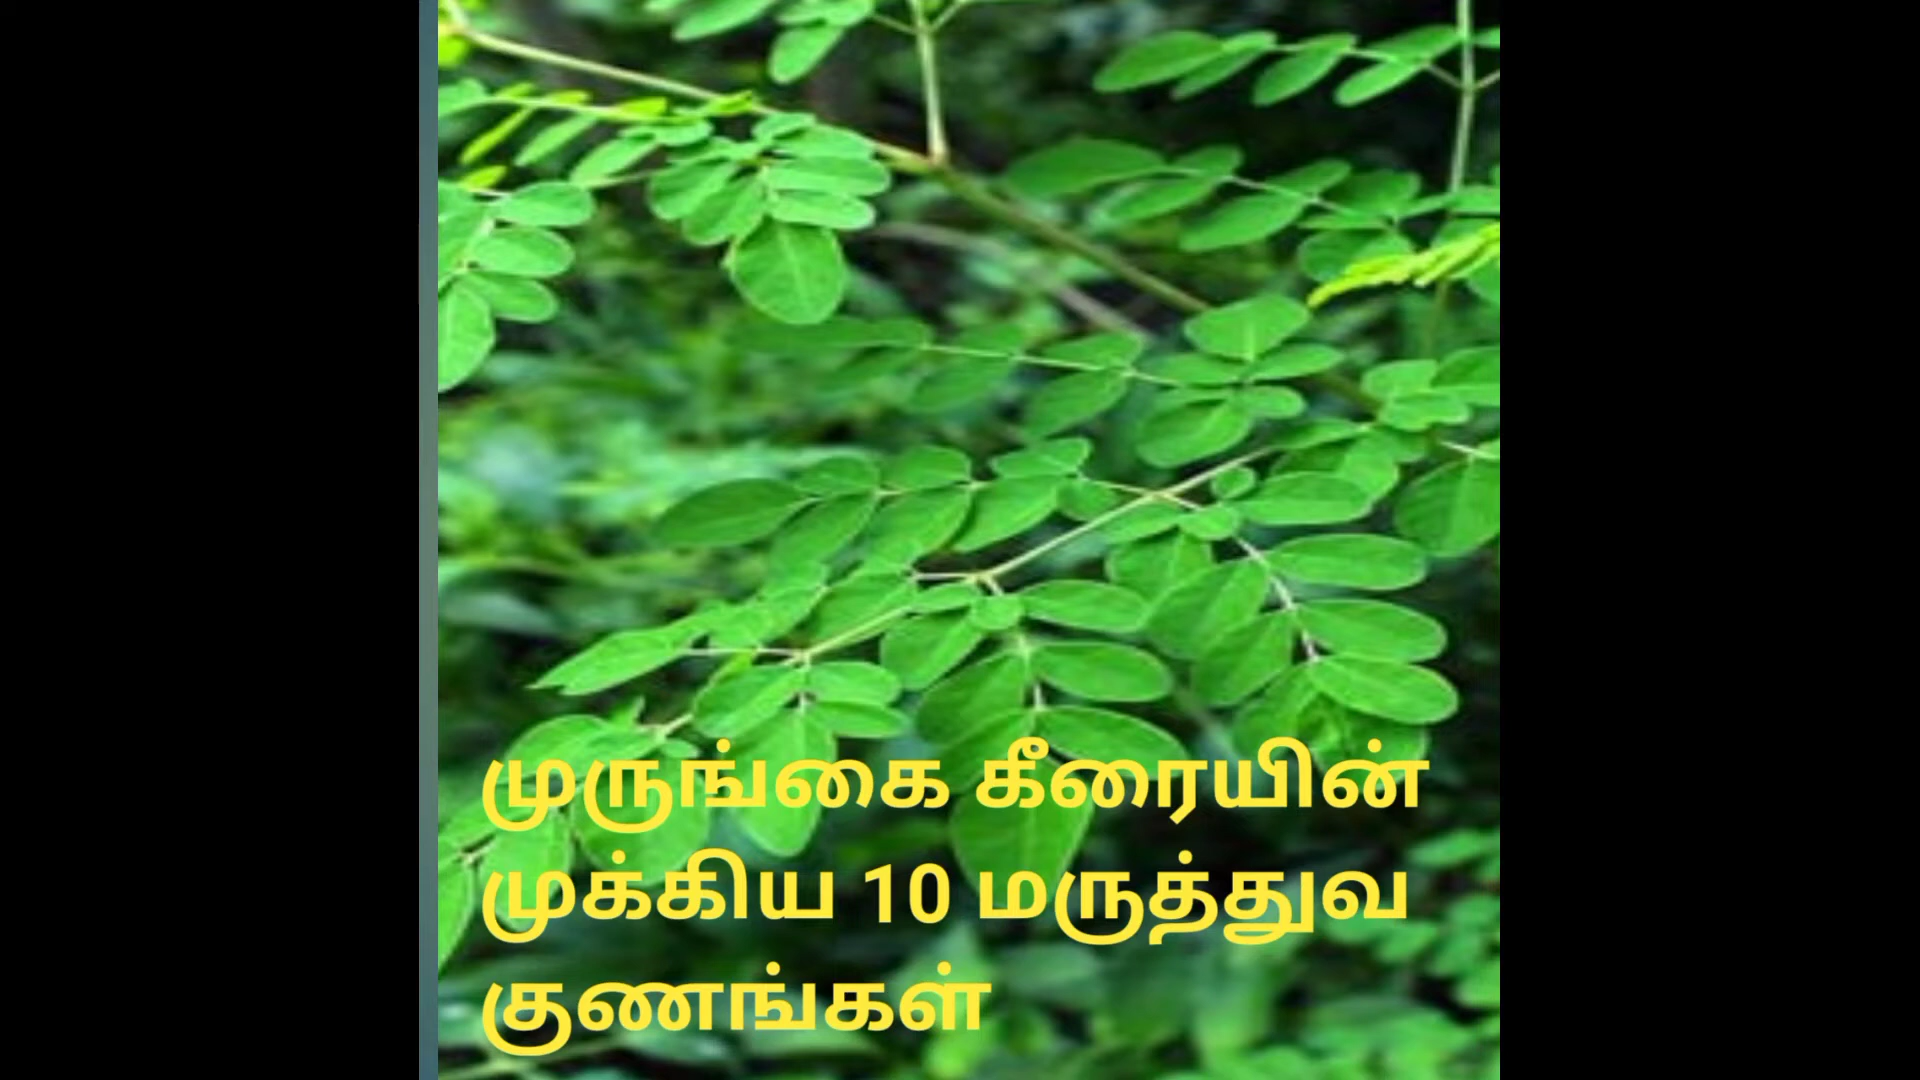 முருங்கை கீரையின்
முக்கிய 10 மருத்துவ
குணங்கள்